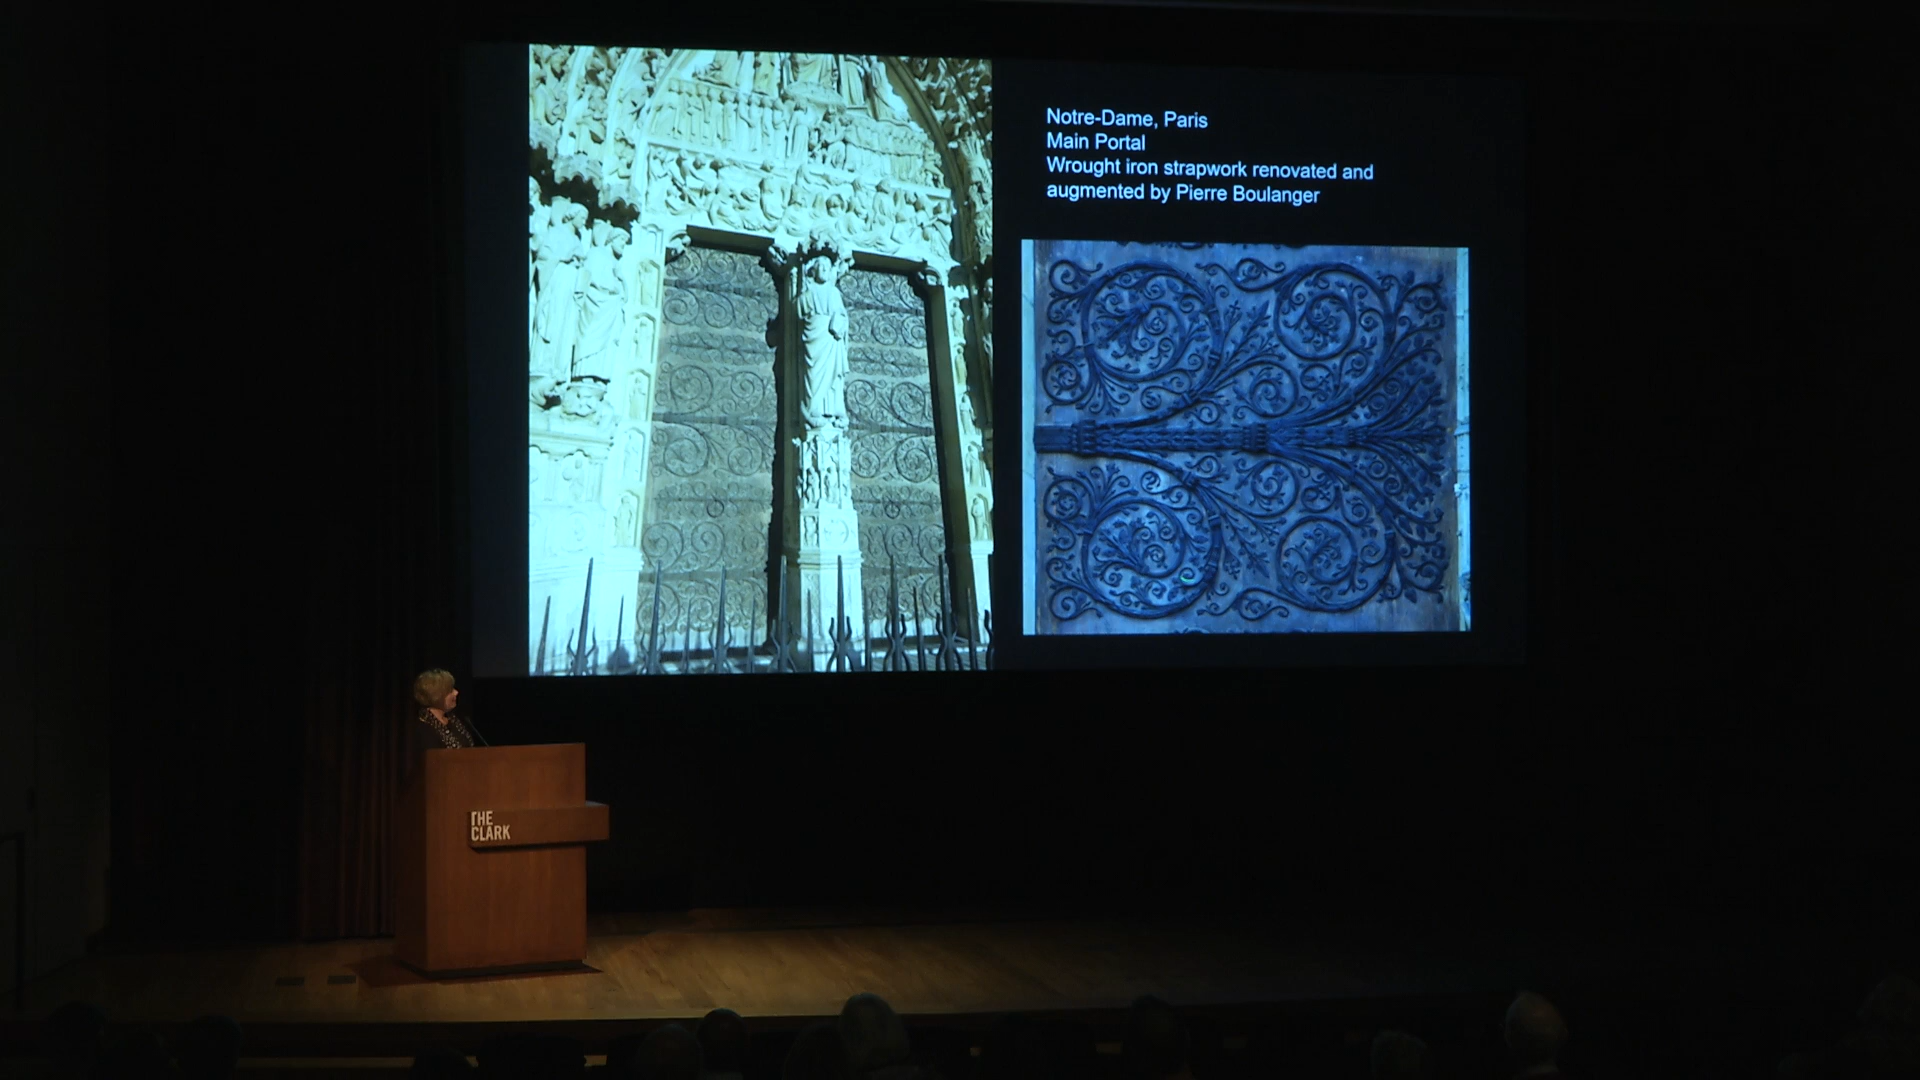 Notre-Dame, Paris
Main Portal
Wrought iron strapwork renovated and
augmented by Pierre Boulanger
THE
CLARK